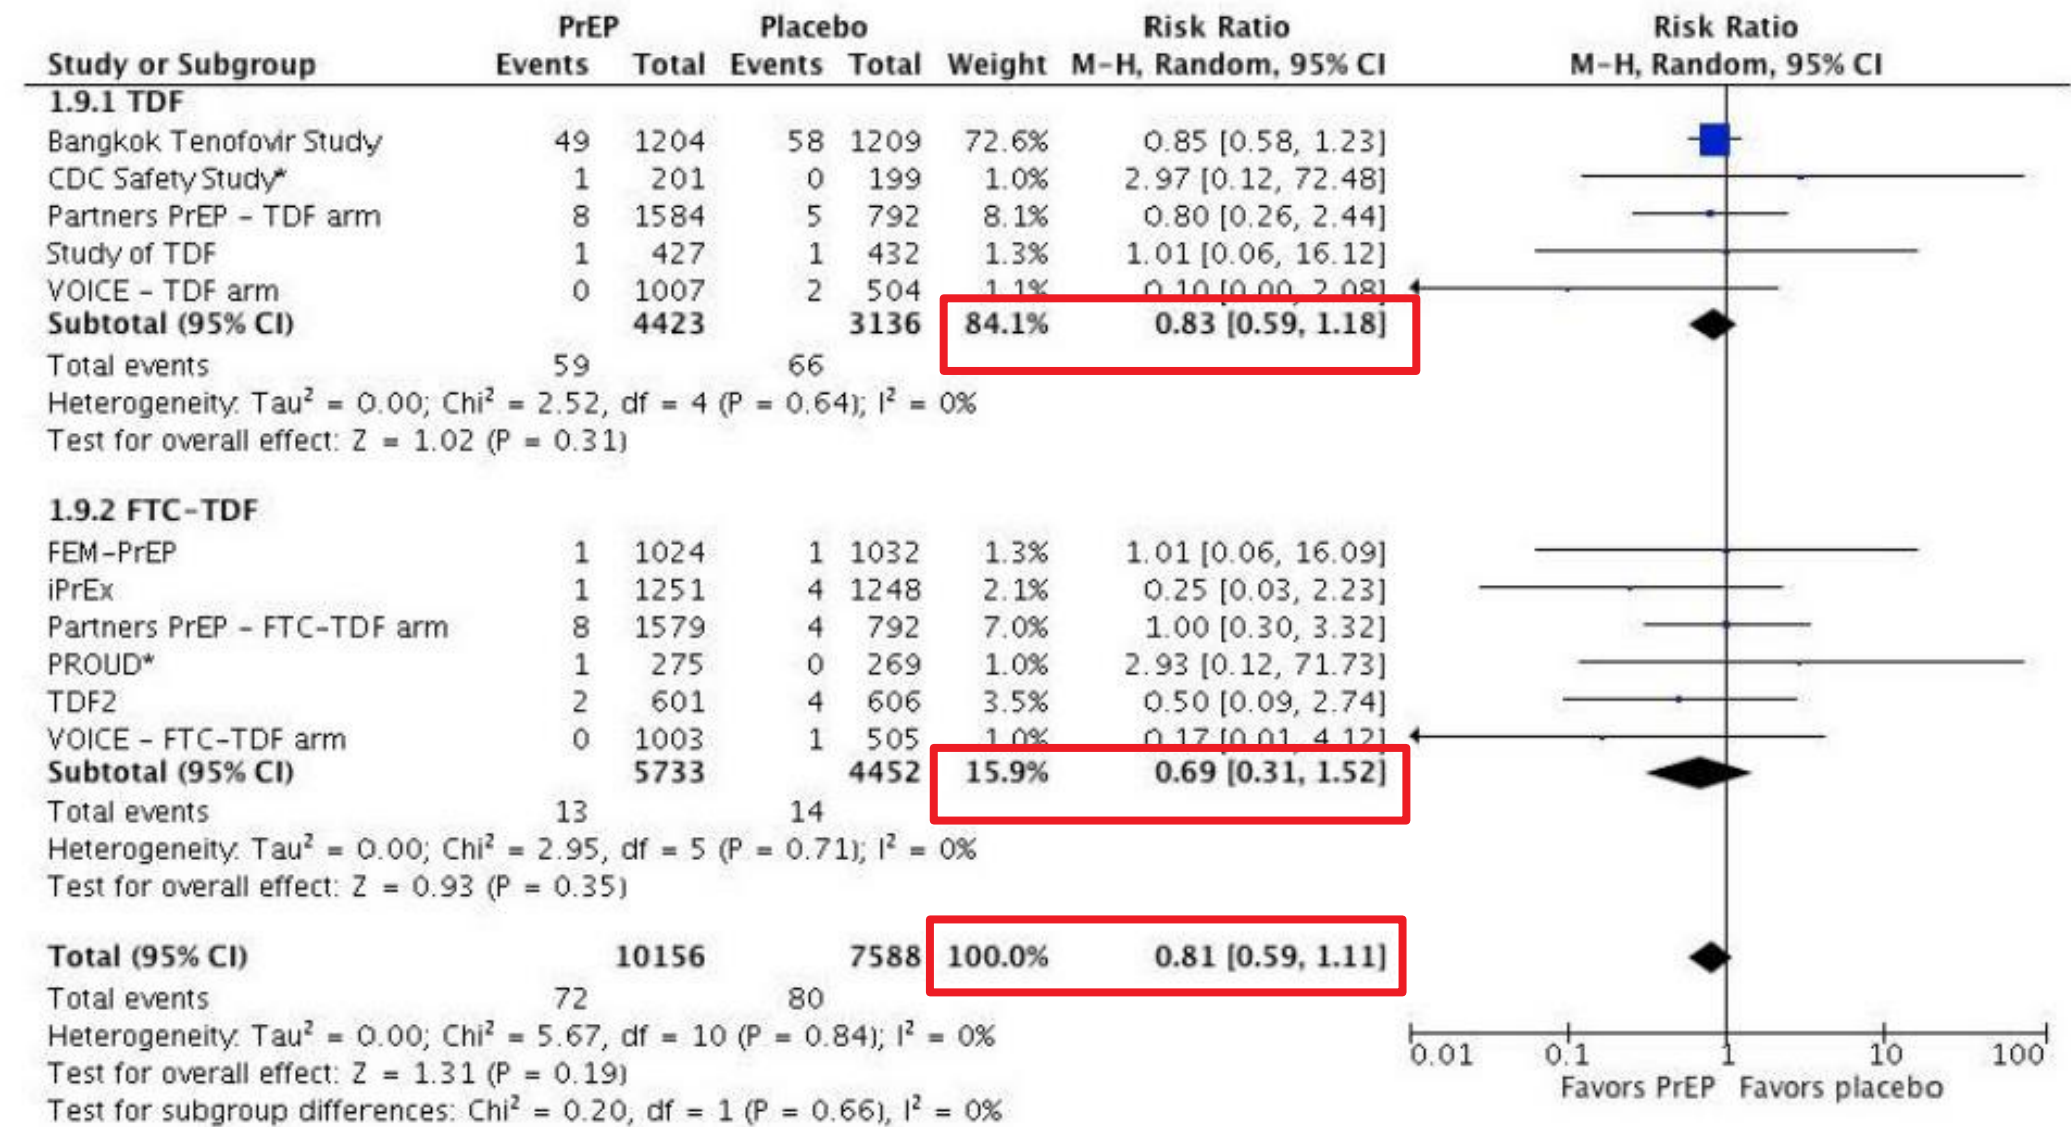 PrEP Placebo Risk Ratio Risk Ratio
Study or Subgroup Events Total Events Total Weight M-H, Random, 95% CI M-H, Random, 95% CI
1.9.1 TDF
Bangkok Tenofovir Study 49 1204 58 1209 72.6% 0.85 [0.58, 1.23]
CDC Safety Study* 1 201 0 199 1.0% 2.97 [0.12, 72.48]
Partners PrEP - TDF arm 8 1584 5 792 8.1% 0.80 [0.26, 2.44]
Study of TDF 1 427 1 432 1.3% 1.01 [0.06, 16.12]
VOICE - TDF arm 0 1007 2 504 1.1% 0.10 [0.00, 2.08]
Subtotal (95% CI) 4423 3136 84.1% 0.83 [0.59, 1.18]
Total events 59 66
Heterogeneity: Tau² = 0.00; Chi² = 2.52, df = 4 (P = 0.64); I² = 0%
Test for overall effect: Z = 1.02 (P = 0.31)
1.9.2 FTC-TDF
FEM-PrEP 1 1024 1 1032 1.3% 1.01 [0.06, 16.09]
iPrEx 1 1251 4 1248 2.1% 0.25 [0.03, 2.23]
Partners PrEP - FTC-TDF arm 8 1579 4 792 7.0% 1.00 [0.30, 3.32]
PROUD* 1 275 0 269 1.0% 2.93 [0.12, 71.73]
TDF2 2 601 4 606 3.5% 0.50 [0.09, 2.74]
VOICE - FTC-TDF arm 0 1003 1 505 1.0% 0.17 [0.01, 4.12]
Subtotal (95% CI) 5733 4452 15.9% 0.69 [0.31, 1.52]
Total events 13 14
Heterogeneity: Tau² = 0.00; Chi² = 2.95, df = 5 (P = 0.71); I² = 0%
Test for overall effect: Z = 0.93 (P = 0.35)
Total (95% CI) 10156 7588 100.0% 0.81 [0.59, 1.11]
Total events 72 80
Heterogeneity: Tau² = 0.00; Chi² = 5.67, df = 10 (P = 0.84); I² = 0%
Test for overall effect: Z = 1.31 (P = 0.19)
Test for subgroup differences: Chi² = 0.20, df = 1 (P = 0.66), I² = 0%
0.01 0.1 1 10 100
Favors PrEP Favors placebo